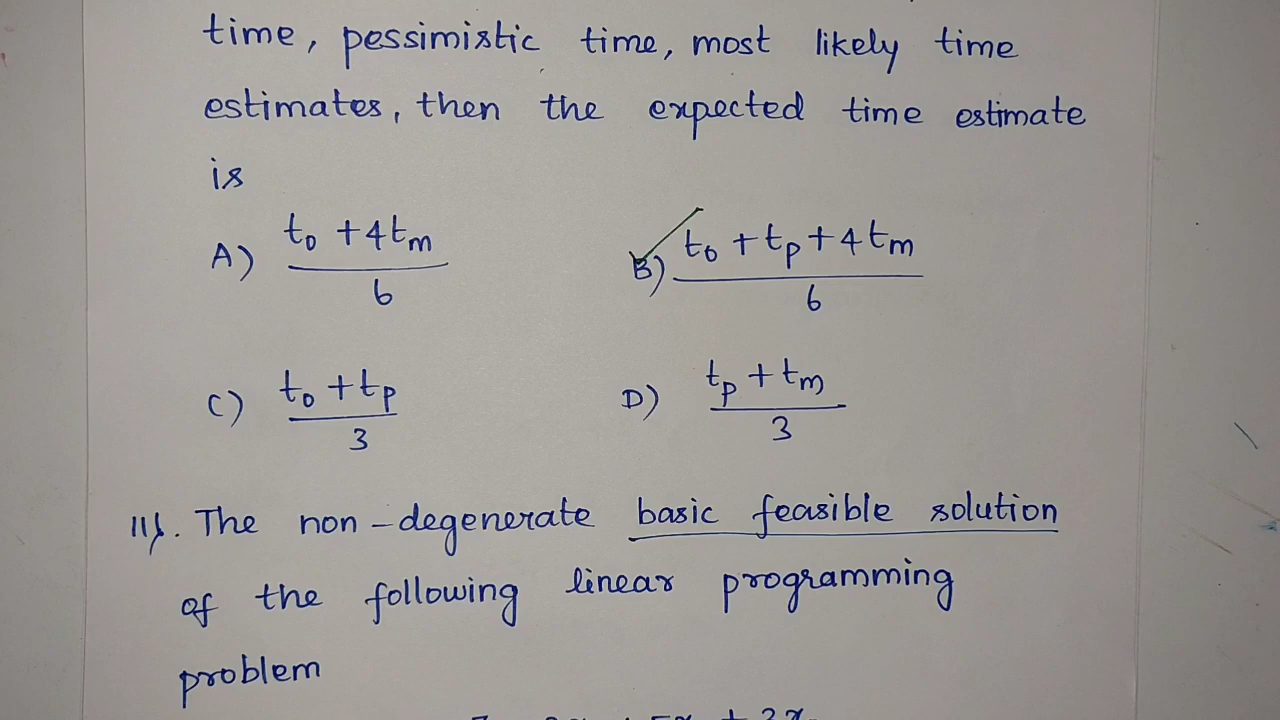 time, pessimistic time, most likely time
estimates, then the expected time estimate
is
A) (t₀ + 4tₘ)/6 B) (t₀ + tₚ + 4tₘ)/6
C) (t₀ + tₚ)/3 D) (tₚ + tₘ)/3
11). The non-degenerate basic feasible solution
of the following linear programming
problem